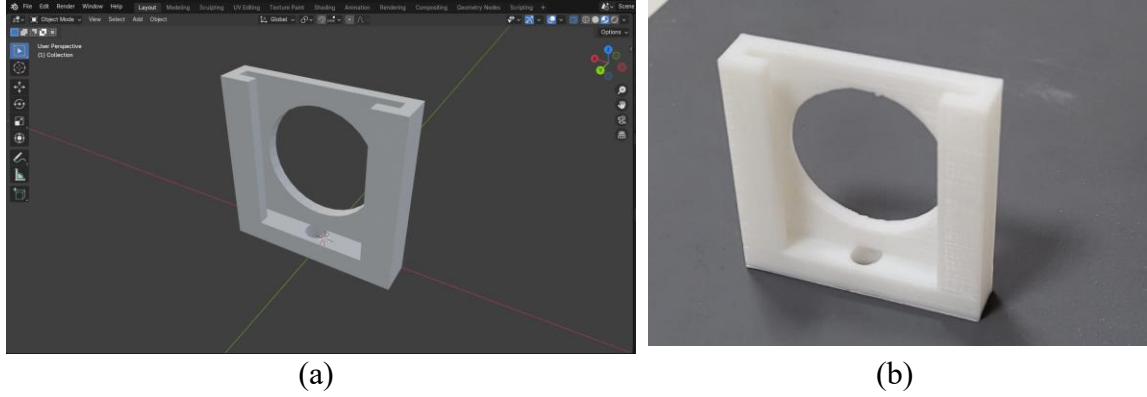 File Edit Render Window Help Layout Modeling Sculpting UV Editing Texture Paint Shading Animation Rendering Compositing Geometry Nodes Scripting + Scene
Object Mode View Select Add Object Global
Options
User Perspective
(1) Collection
X
Z
Y
(a)
(b)